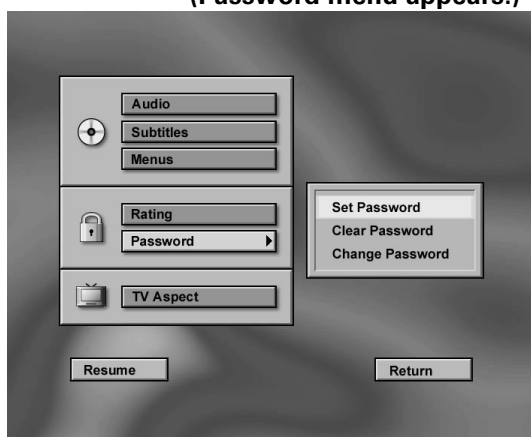 (Password menu appears.)
Audio
Subtitles
Menus
Rating
Password
TV Aspect
Set Password
Clear Password
Change Password
Resume
Return